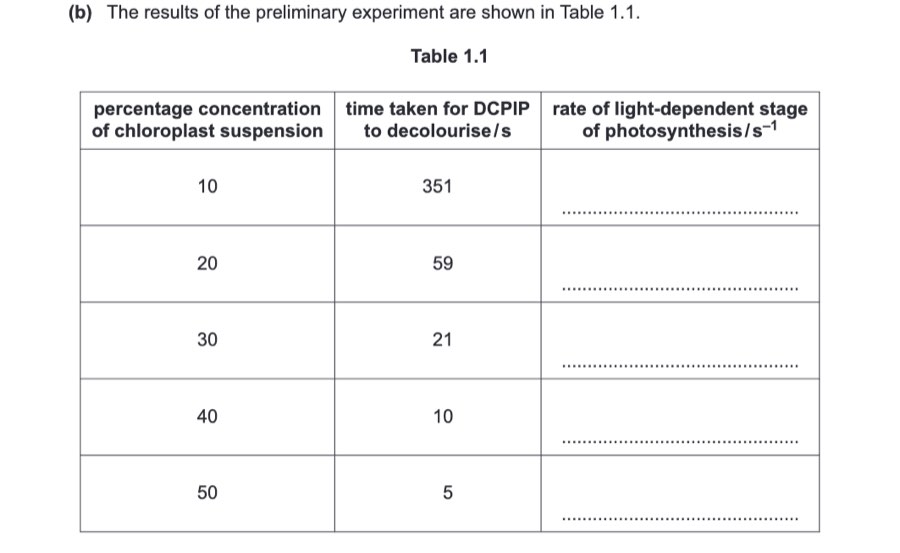 (b) The results of the preliminary experiment are shown in Table 1.1.
Table 1.1
percentage concentration of chloroplast suspension | time taken for DCPIP to decolourise/s | rate of light-dependent stage of photosynthesis/s⁻¹
10 351 ................................................
20 59 ................................................
30 21 ................................................
40 10 ................................................
50 5 ................................................